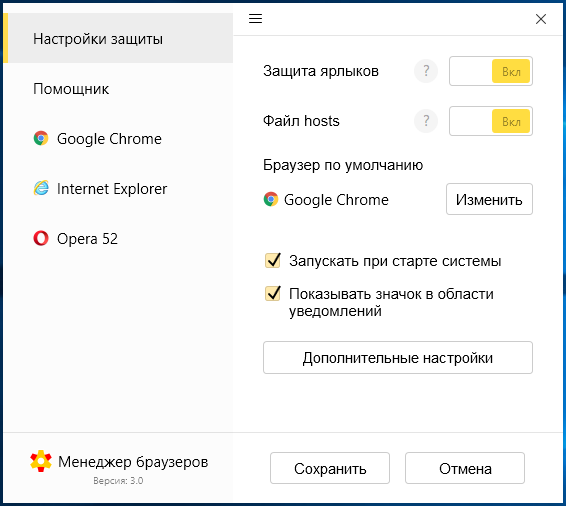 Настройки защиты
Помощник
Google Chrome
Internet Explorer
Opera 52
Менеджер браузеров
Версия: 3.0
Защита ярлыков ? Вкл
Файл hosts ? Вкл
Браузер по умолчанию
Google Chrome Изменить
Запускать при старте системы
Показывать значок в области
уведомлений
Дополнительные настройки
Сохранить Отмена